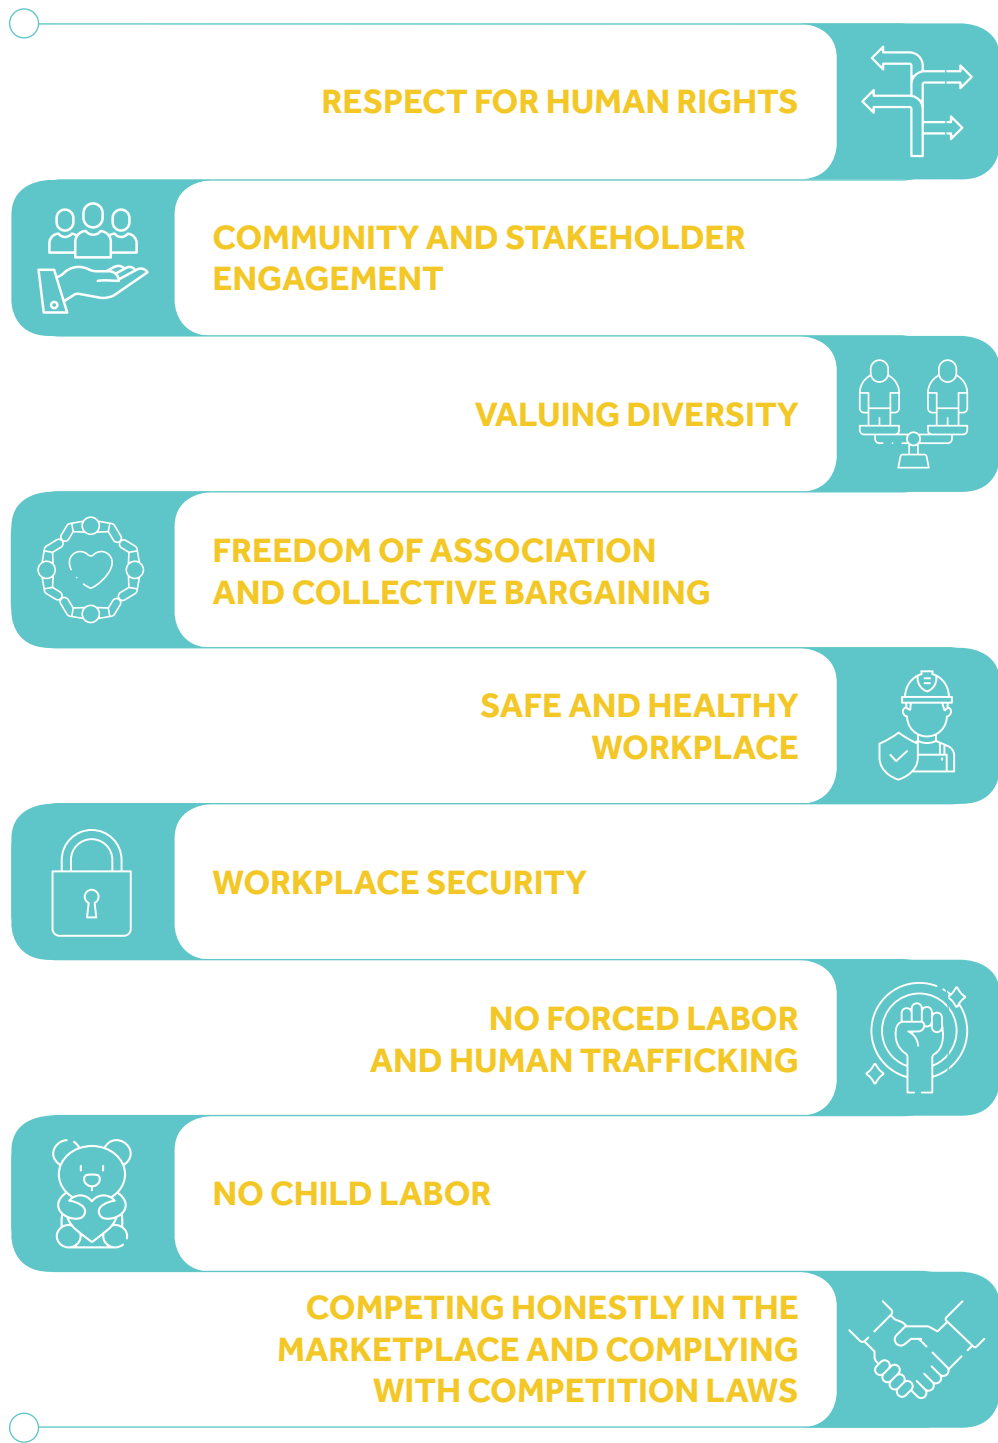 RESPECT FOR HUMAN RIGHTS
COMMUNITY AND STAKEHOLDER
ENGAGEMENT
VALUING DIVERSITY
FREEDOM OF ASSOCIATION
AND COLLECTIVE BARGAINING
SAFE AND HEALTHY
WORKPLACE
WORKPLACE SECURITY
NO FORCED LABOR
AND HUMAN TRAFFICKING
NO CHILD LABOR
COMPETING HONESTLY IN THE
MARKETPLACE AND COMPLYING
WITH COMPETITION LAWS